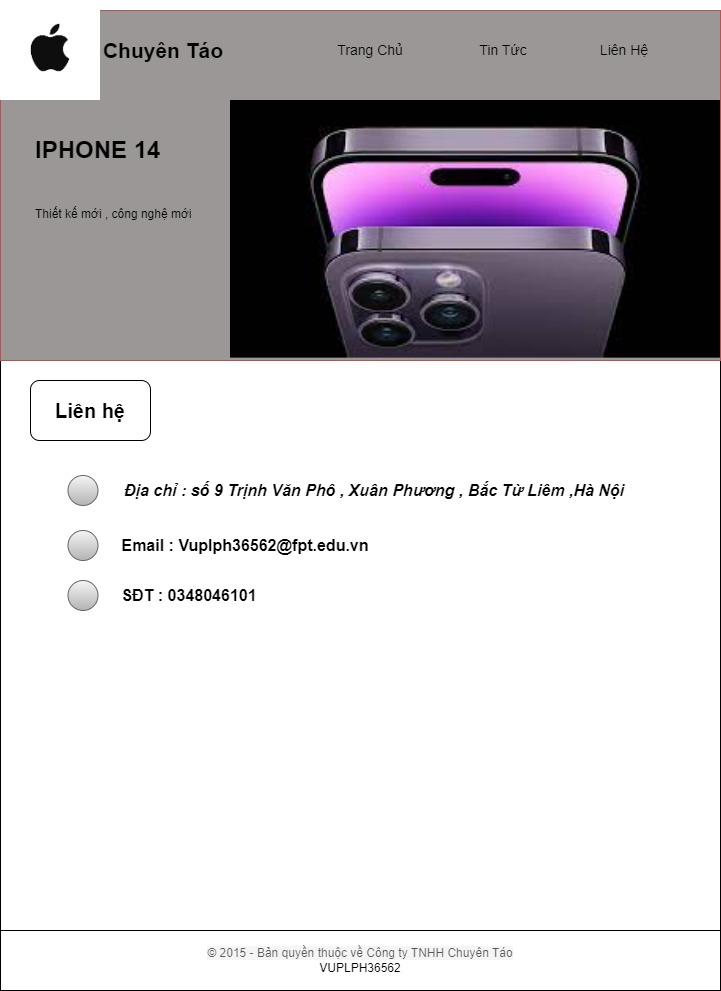 Chuyên Táo
Trang Chủ
Tin Tức
Liên Hệ
IPHONE 14
Thiết kế mới , công nghệ mới
Liên hệ
Địa chỉ : số 9 Trịnh Văn Phô , Xuân Phương , Bắc Từ Liêm ,Hà Nội
Email : Vuplph36562@fpt.edu.vn
SĐT : 0348046101
© 2015 - Bản quyền thuộc về Công ty TNHH Chuyên Táo
VUPLPH36562